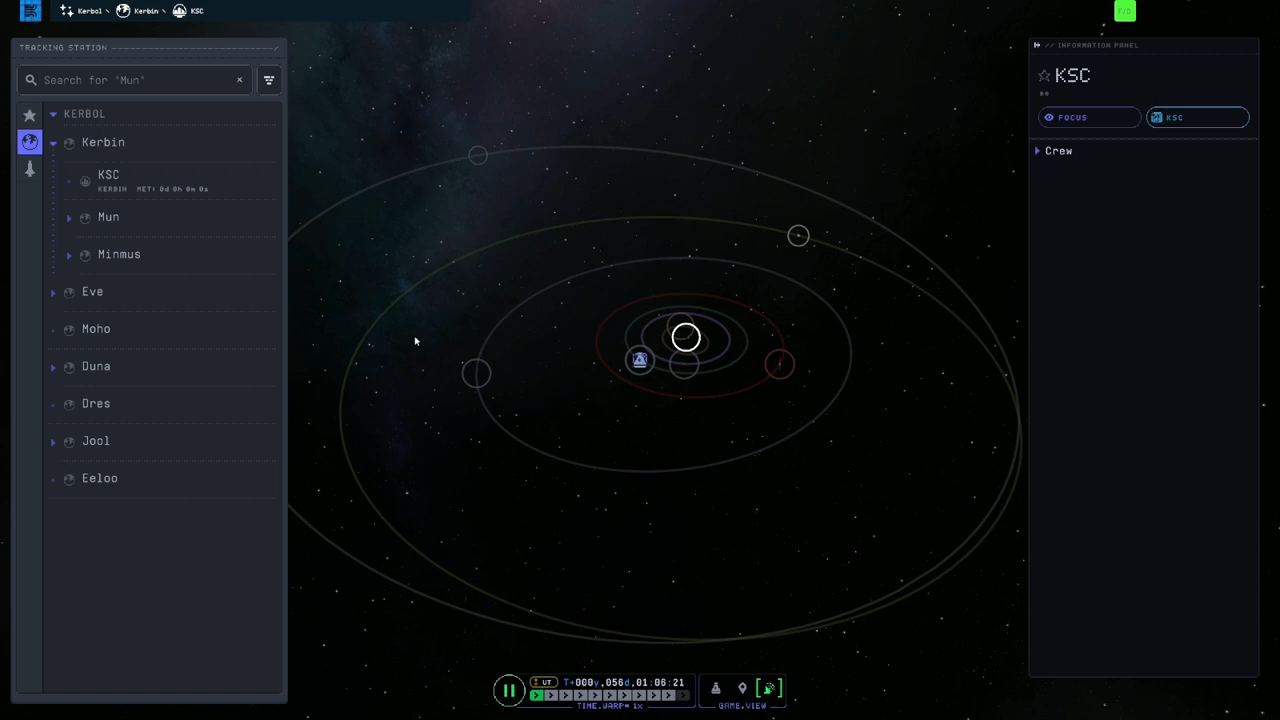 Kerbol Kerbin KSC
T/O
TRACKING STATION
Search for "Mun"
KERBOL
Kerbin
KSC
KERBIN MET: 0d 0h 0m 0s
Mun
Minmus
Eve
Moho
Duna
Dres
Jool
Eeloo
// INFORMATION PANEL
KSC
FOCUS
KSC
Crew
UT T+000y,056d,01:06:21
TIME.WARP= 1x
GAME.VIEW